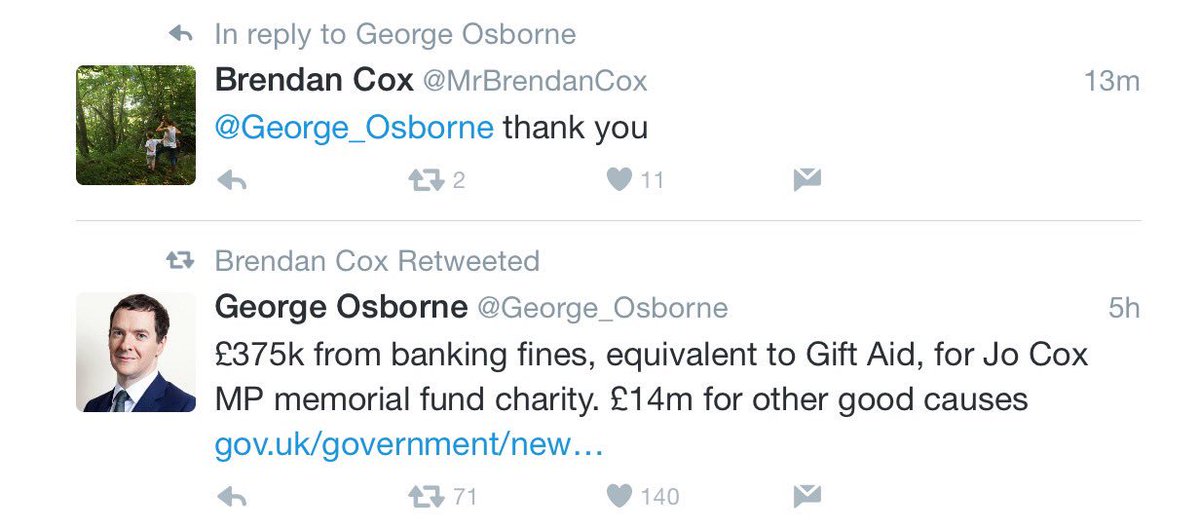 In reply to George Osborne
Brendan Cox @MrBrendanCox 13m
@George_Osborne thank you
2 11
Brendan Cox Retweeted
George Osborne @George_Osborne 5h
£375k from banking fines, equivalent to Gift Aid, for Jo Cox
MP memorial fund charity. £14m for other good causes
gov.uk/government/new…
71 140